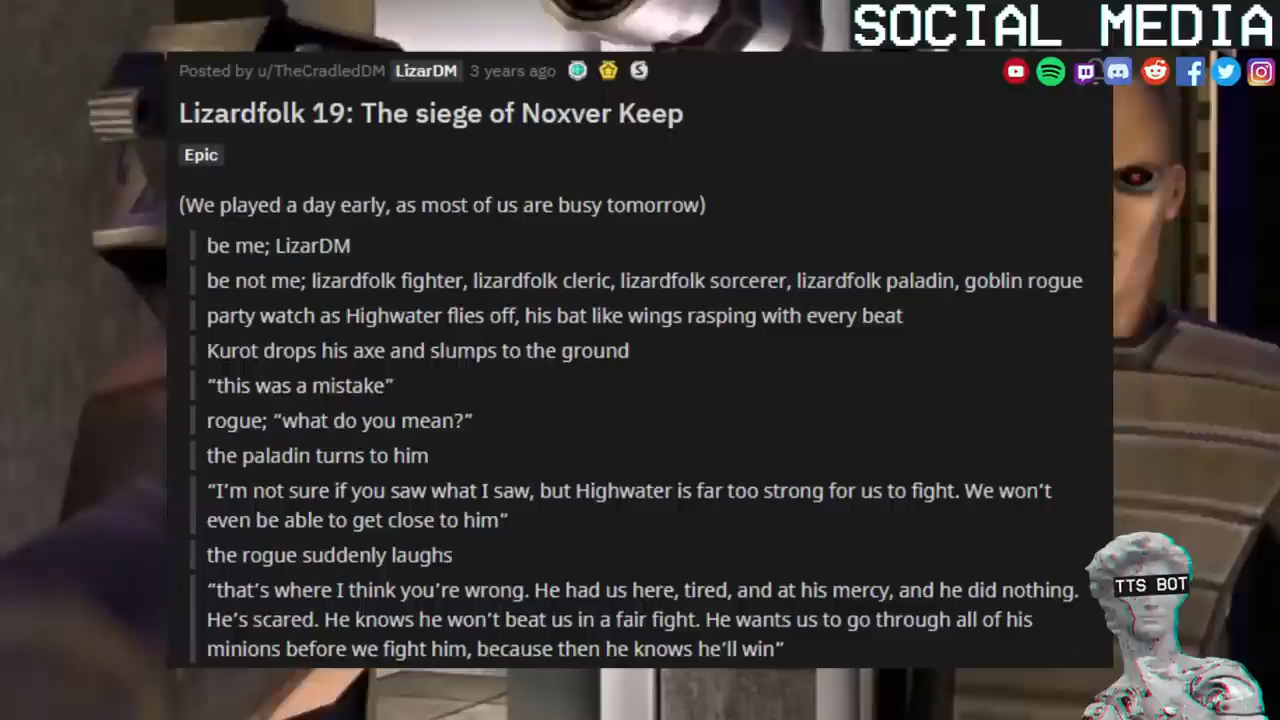 SOCIAL MEDIA
Posted by u/TheCradledDM LizarDM 3 years ago
Lizardfolk 19: The siege of Noxver Keep
Epic
(We played a day early, as most of us are busy tomorrow)
be me; LizarDM
be not me; lizardfolk fighter, lizardfolk cleric, lizardfolk sorcerer, lizardfolk paladin, goblin rogue
party watch as Highwater flies off, his bat like wings rasping with every beat
Kurot drops his axe and slumps to the ground
“this was a mistake”
rogue; “what do you mean?”
the paladin turns to him
“I’m not sure if you saw what I saw, but Highwater is far too strong for us to fight. We won’t
even be able to get close to him”
the rogue suddenly laughs
“that’s where I think you’re wrong. He had us here, tired, and at his mercy, and he did nothing.
He’s scared. He knows he won’t beat us in a fair fight. He wants us to go through all of his
minions before we fight him, because then he knows he’ll win”
TTS BOT